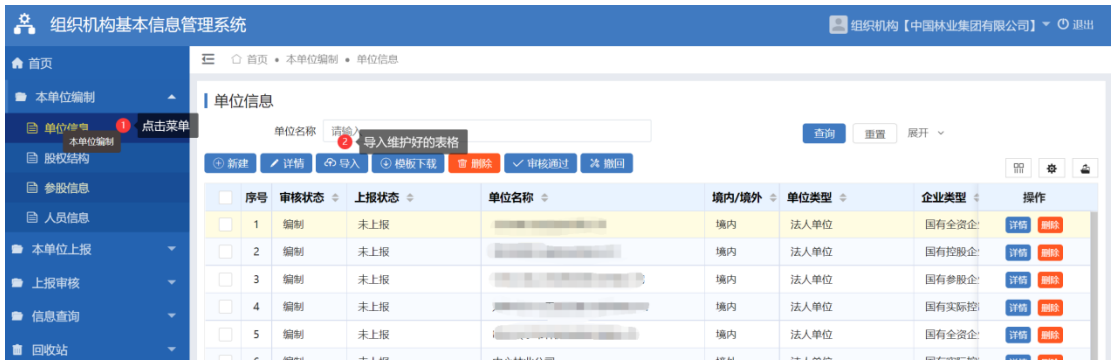 组织机构基本信息管理系统
组织机构【中国林业集团有限公司】 退出
首页
首页 • 本单位编制 • 单位信息
本单位编制
单位信息
1 点击菜单
本单位编制
股权结构
参股信息
人员信息
本单位上报
上报审核
信息查询
回收站
单位信息
单位名称 请输入
查询 重置 展开
2 导入维护好的表格
新建 详情 导入 模板下载 删除 审核通过 撤回
序号 审核状态 上报状态 单位名称 境内/境外 单位类型 企业类型 操作
1 编制 未上报 境内 法人单位 国有全资企 详情 删除
2 编制 未上报 境内 法人单位 国有控股企 详情 删除
3 编制 未上报 境内 法人单位 国有参股企 详情 删除
4 编制 未上报 境内 法人单位 国有实际控 详情 删除
5 编制 未上报 境内 法人单位 国有全资企 详情 删除